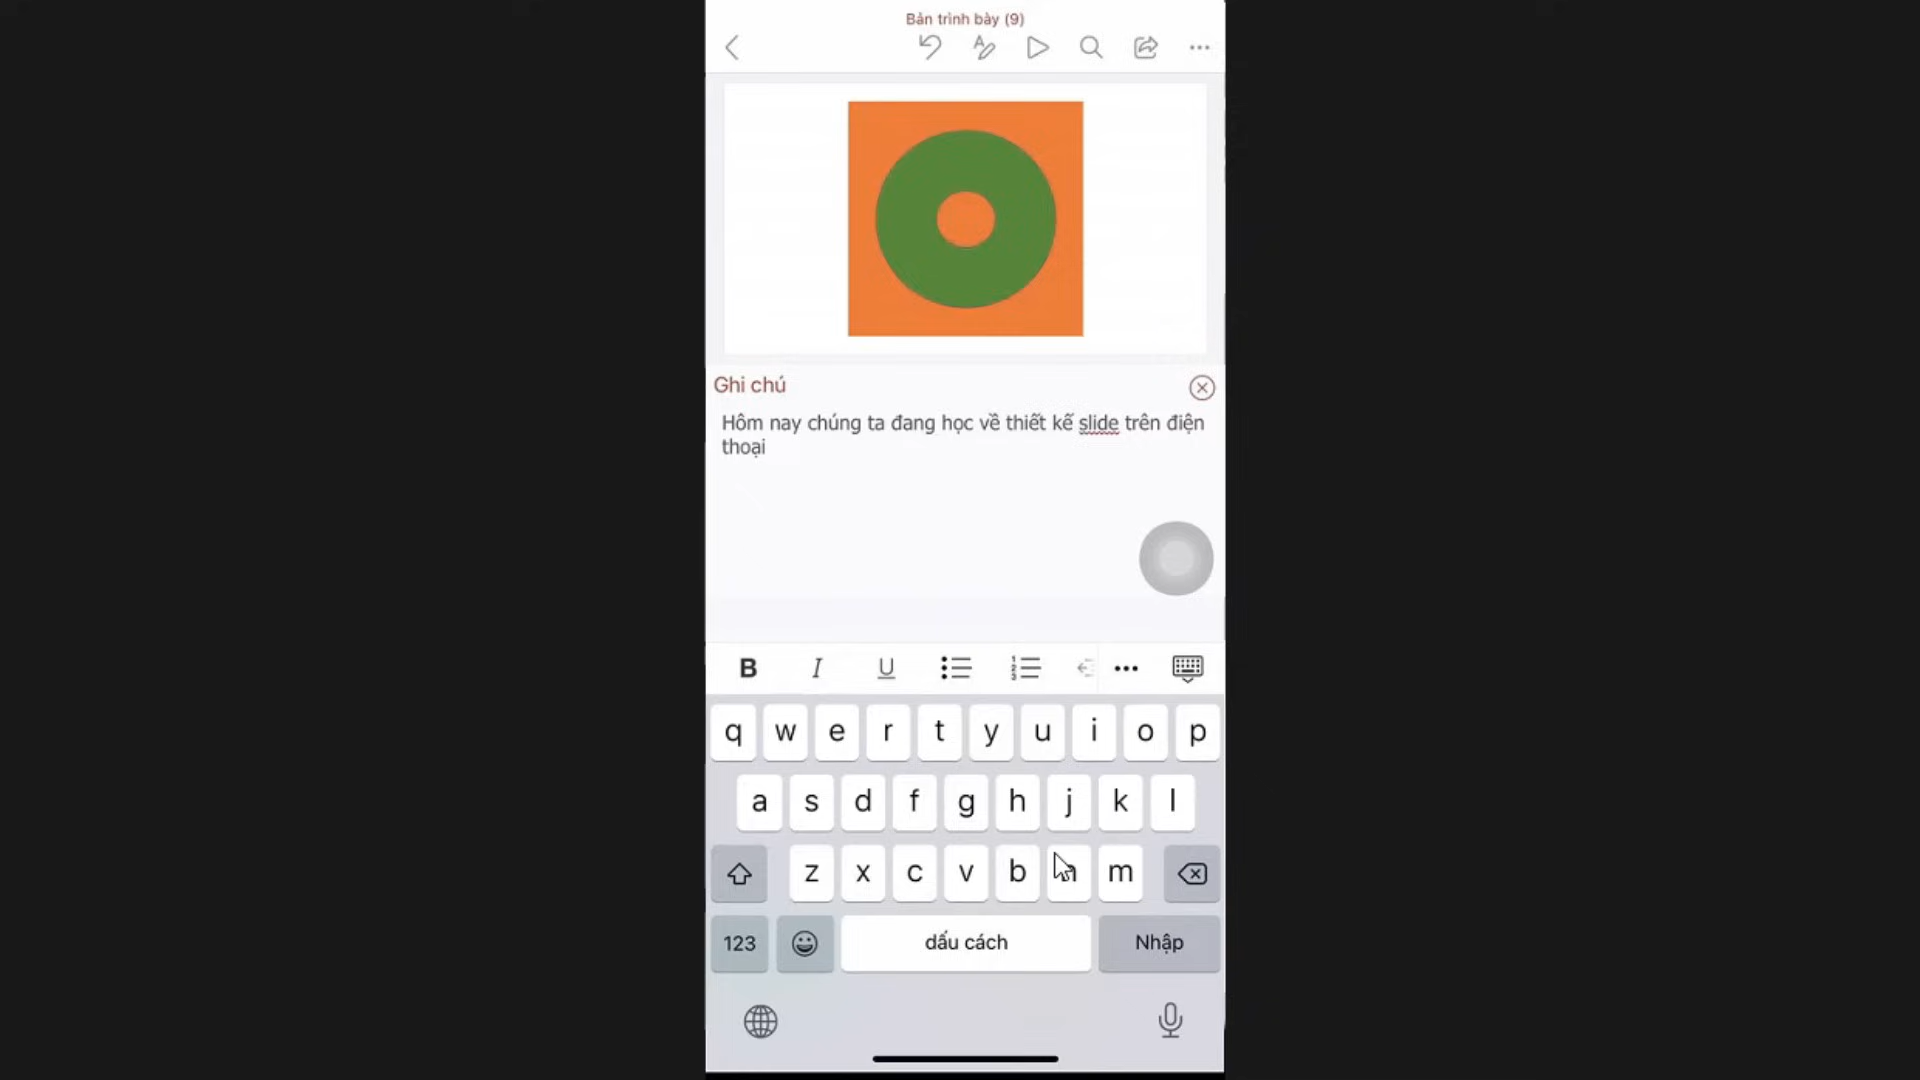 Bản trình bày (9)
Ghi chú
Hôm nay chúng ta đang học về thiết kế slide trên điện
thoại
B I U
q w e r t y u i o p
a s d f g h j k l
z x c v b n m
123 dấu cách Nhập